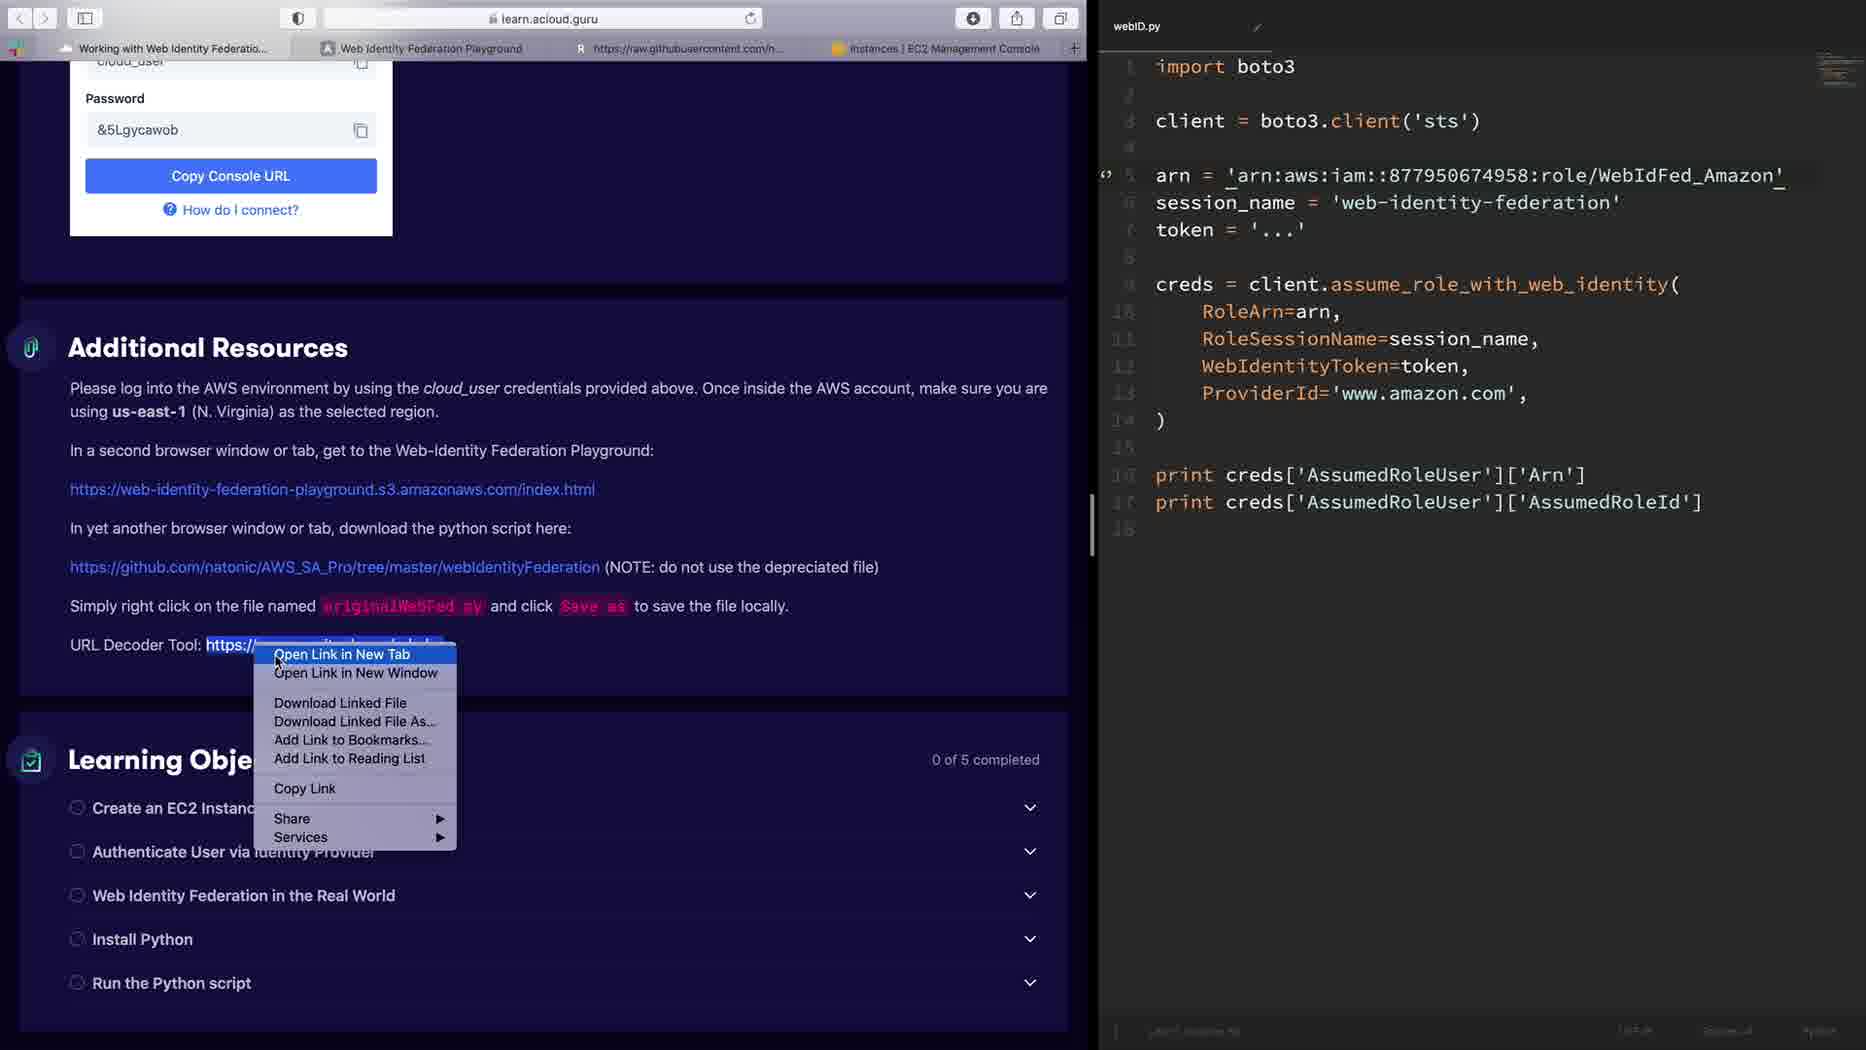 learn.acloud.guru
Working with Web Identity Federatio...
Web Identity Federation Playground
https://raw.githubusercontent.com/n...
Instances | EC2 Management Console
cloud_user
Password
&5Lgycawob
Copy Console URL
How do I connect?
Additional Resources
Please log into the AWS environment by using the cloud_user credentials provided above. Once inside the AWS account, make sure you are
using us-east-1 (N. Virginia) as the selected region.
In a second browser window or tab, get to the Web-Identity Federation Playground:
https://web-identity-federation-playground.s3.amazonaws.com/index.html
In yet another browser window or tab, download the python script here:
https://github.com/natonic/AWS_SA_Pro/tree/master/webIdentityFederation (NOTE: do not use the depreciated file)
Simply right click on the file named originalWebFed.py and click Save as to save the file locally.
URL Decoder Tool: https://
Open Link in New Tab
Open Link in New Window
Download Linked File
Download Linked File As...
Add Link to Bookmarks...
Add Link to Reading List
Copy Link
Share
Services
Learning Obje
0 of 5 completed
Create an EC2 Instanc
Authenticate User via Identity Provider
Web Identity Federation in the Real World
Install Python
Run the Python script
webID.py
1 import boto3
2
3 client = boto3.client('sts')
4
5 arn = 'arn:aws:iam::877950674958:role/WebIdFed_Amazon'
6 session_name = 'web-identity-federation'
7 token = '...'
8
9 creds = client.assume_role_with_web_identity(
10 RoleArn=arn,
11 RoleSessionName=session_name,
12 WebIdentityToken=token,
13 ProviderId='www.amazon.com',
14 )
15
16 print creds['AssumedRoleUser']['Arn']
17 print creds['AssumedRoleUser']['AssumedRoleId']
18